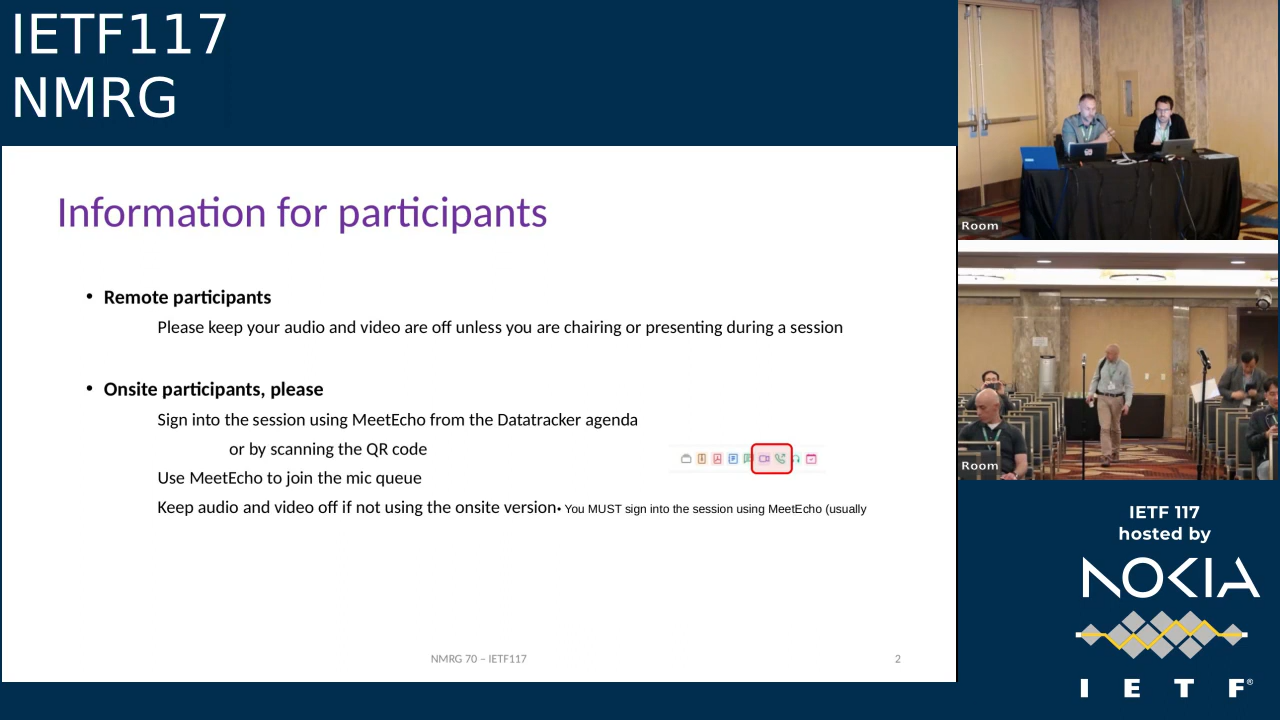 IETF117
NMRG
Information for participants
• Remote participants
Please keep your audio and video are off unless you are chairing or presenting during a session
• Onsite participants, please
Sign into the session using MeetEcho from the Datatracker agenda
or by scanning the QR code
Use MeetEcho to join the mic queue
Keep audio and video off if not using the onsite version• You MUST sign into the session using MeetEcho (usually
NMRG 70 – IETF117
2
Room
Room
IETF 117
hosted by
NOKIA
I E T F®